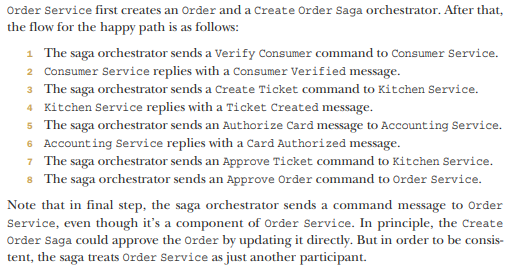 Order Service first creates an Order and a Create Order Saga orchestrator. After that,
the flow for the happy path is as follows:
1 The saga orchestrator sends a Verify Consumer command to Consumer Service.
2 Consumer Service replies with a Consumer Verified message.
3 The saga orchestrator sends a Create Ticket command to Kitchen Service.
4 Kitchen Service replies with a Ticket Created message.
5 The saga orchestrator sends an Authorize Card message to Accounting Service.
6 Accounting Service replies with a Card Authorized message.
7 The saga orchestrator sends an Approve Ticket command to Kitchen Service.
8 The saga orchestrator sends an Approve Order command to Order Service.
Note that in final step, the saga orchestrator sends a command message to Order
Service, even though it's a component of Order Service. In principle, the Create
Order Saga could approve the Order by updating it directly. But in order to be consis-
tent, the saga treats Order Service as just another participant.